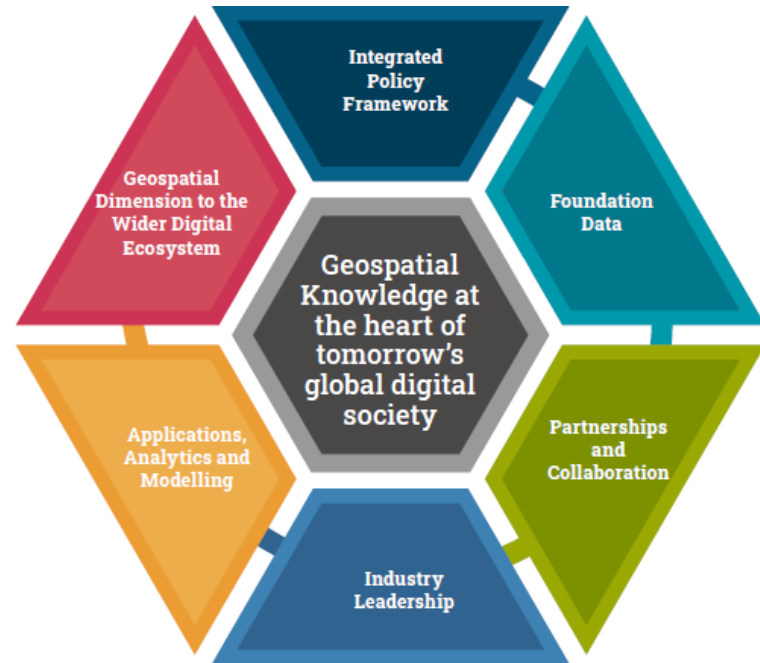 Integrated
Policy
Framework
Geospatial
Dimension to the
Wider Digital
Ecosystem
Foundation
Data
Geospatial
Knowledge at
the heart of
tomorrow's
global digital
society
Applications,
Analytics and
Modelling
Partnerships
and
Collaboration
Industry
Leadership